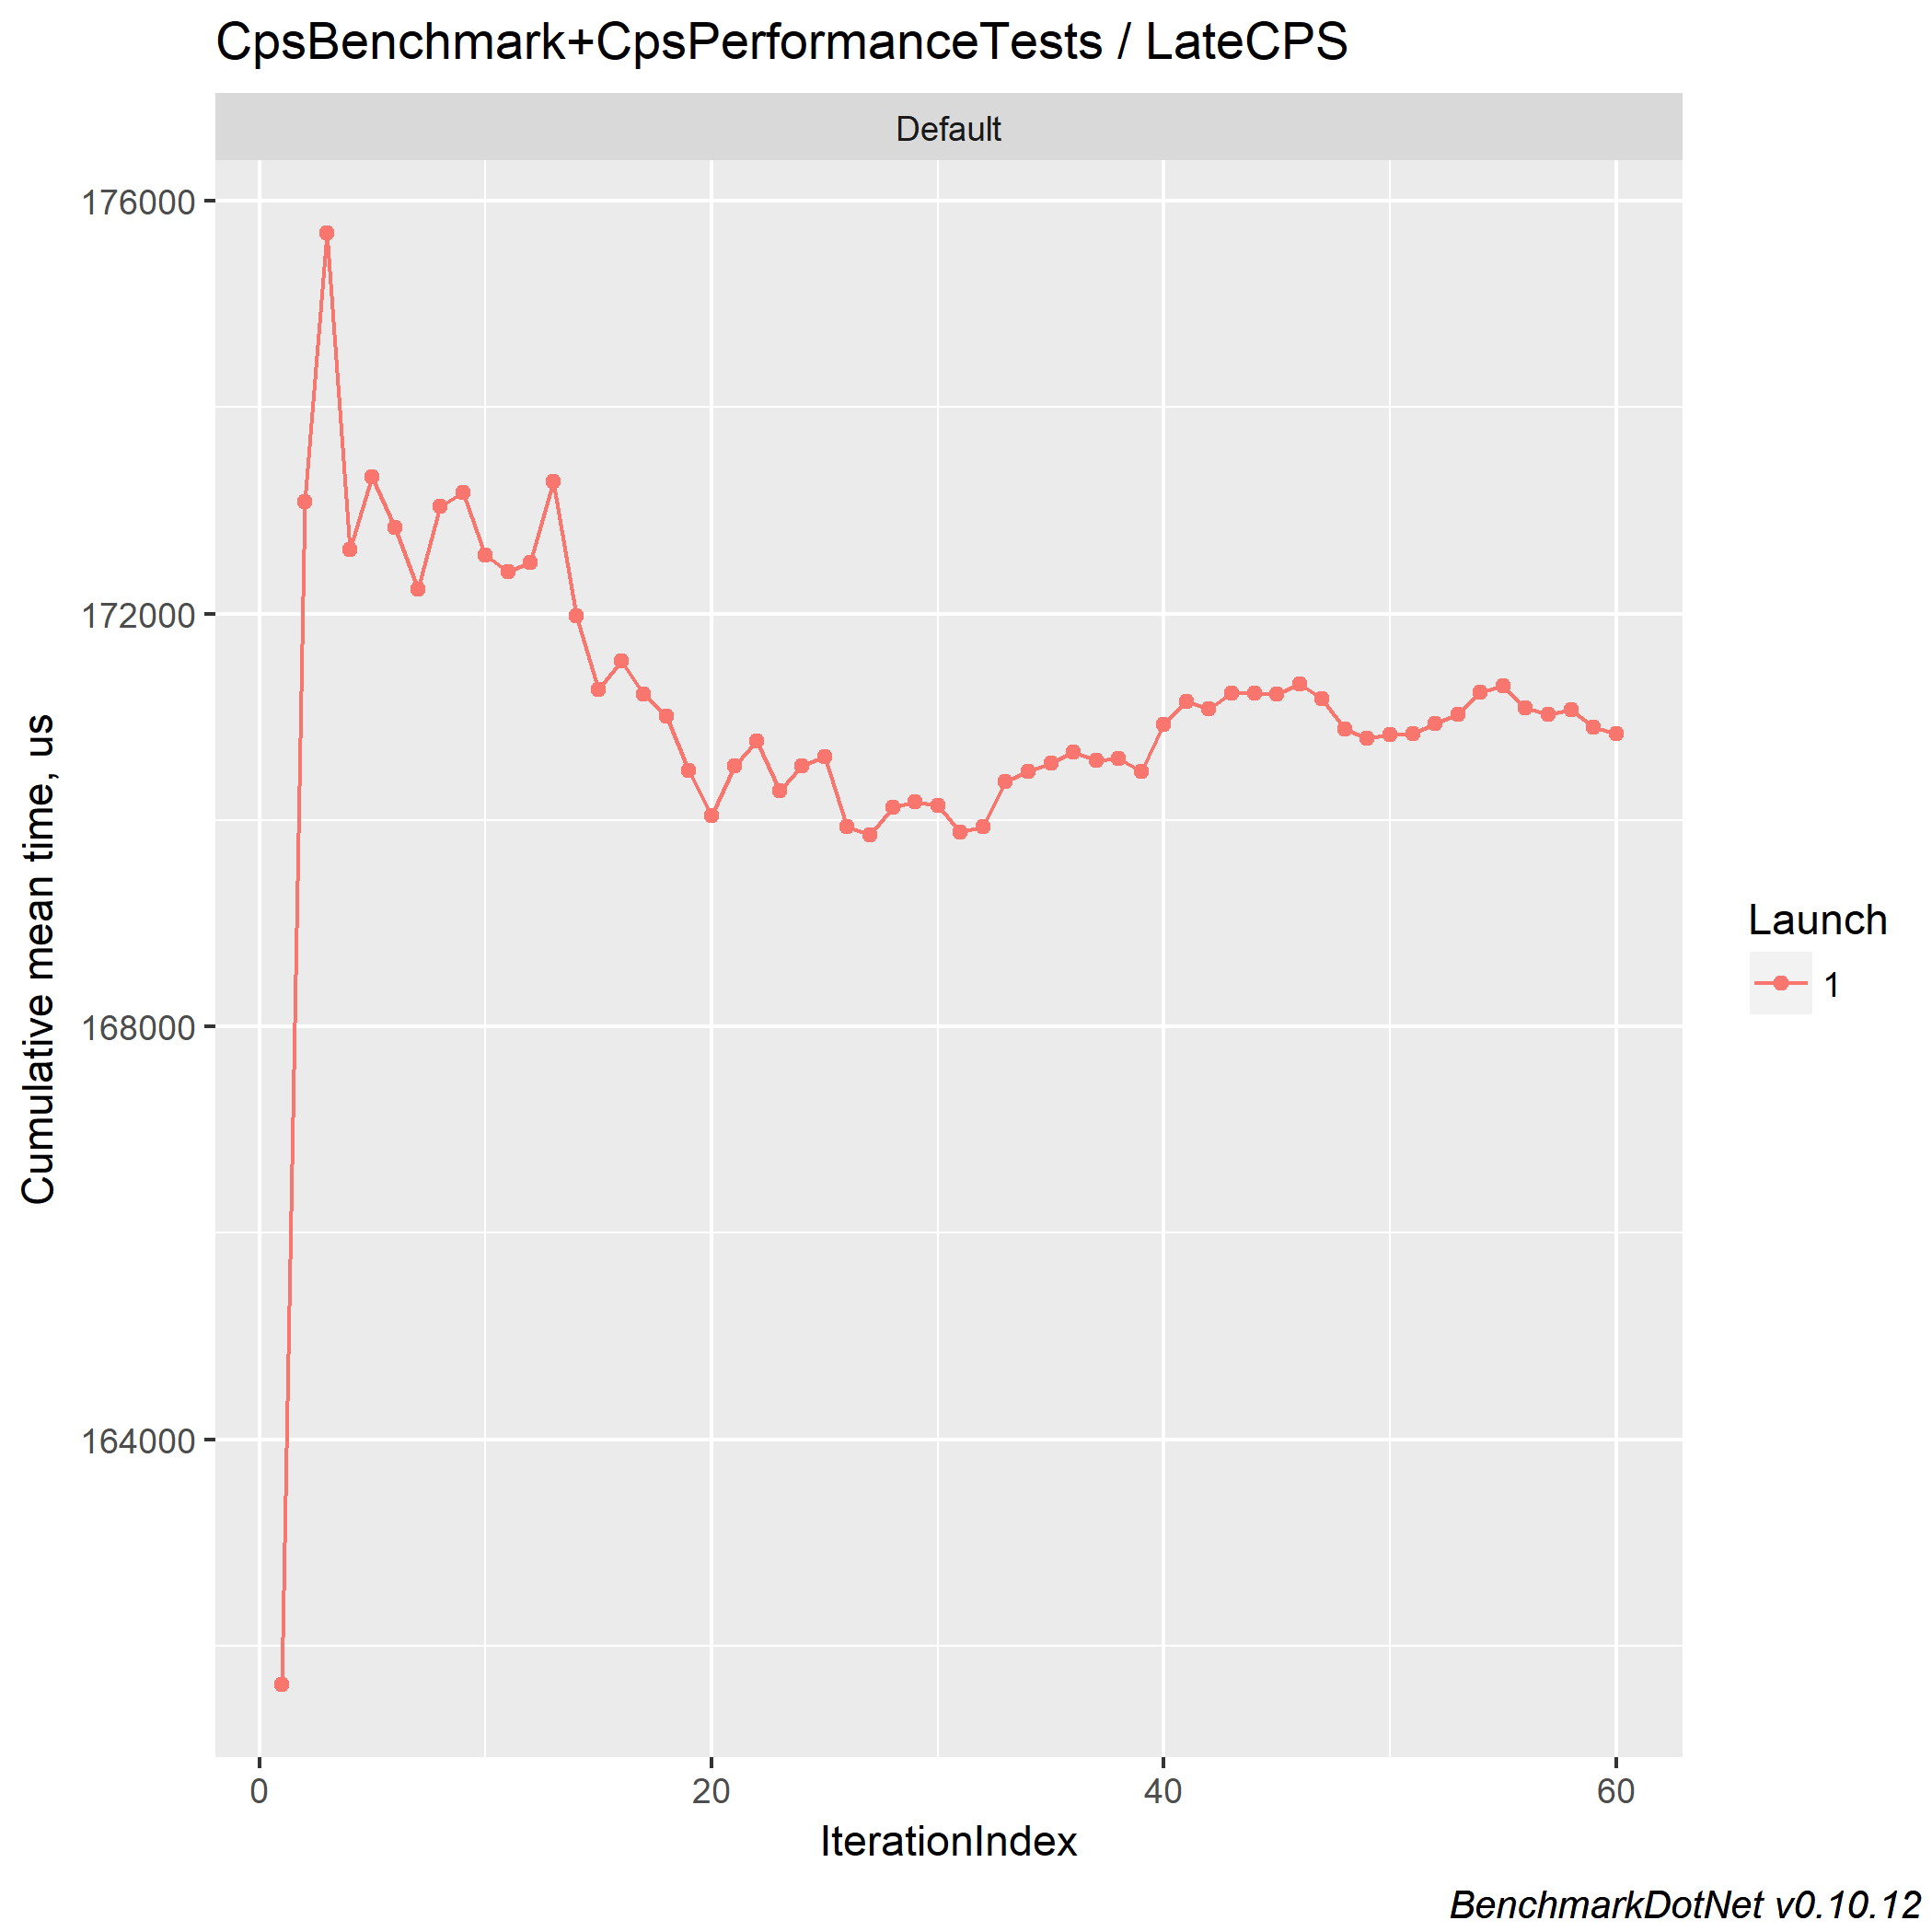 CpsBenchmark+CpsPerformanceTests / LateCPS
Default
176000
172000
168000
164000
Cumulative mean time, us
0 20 40 60
IterationIndex
Launch
1
BenchmarkDotNet v0.10.12